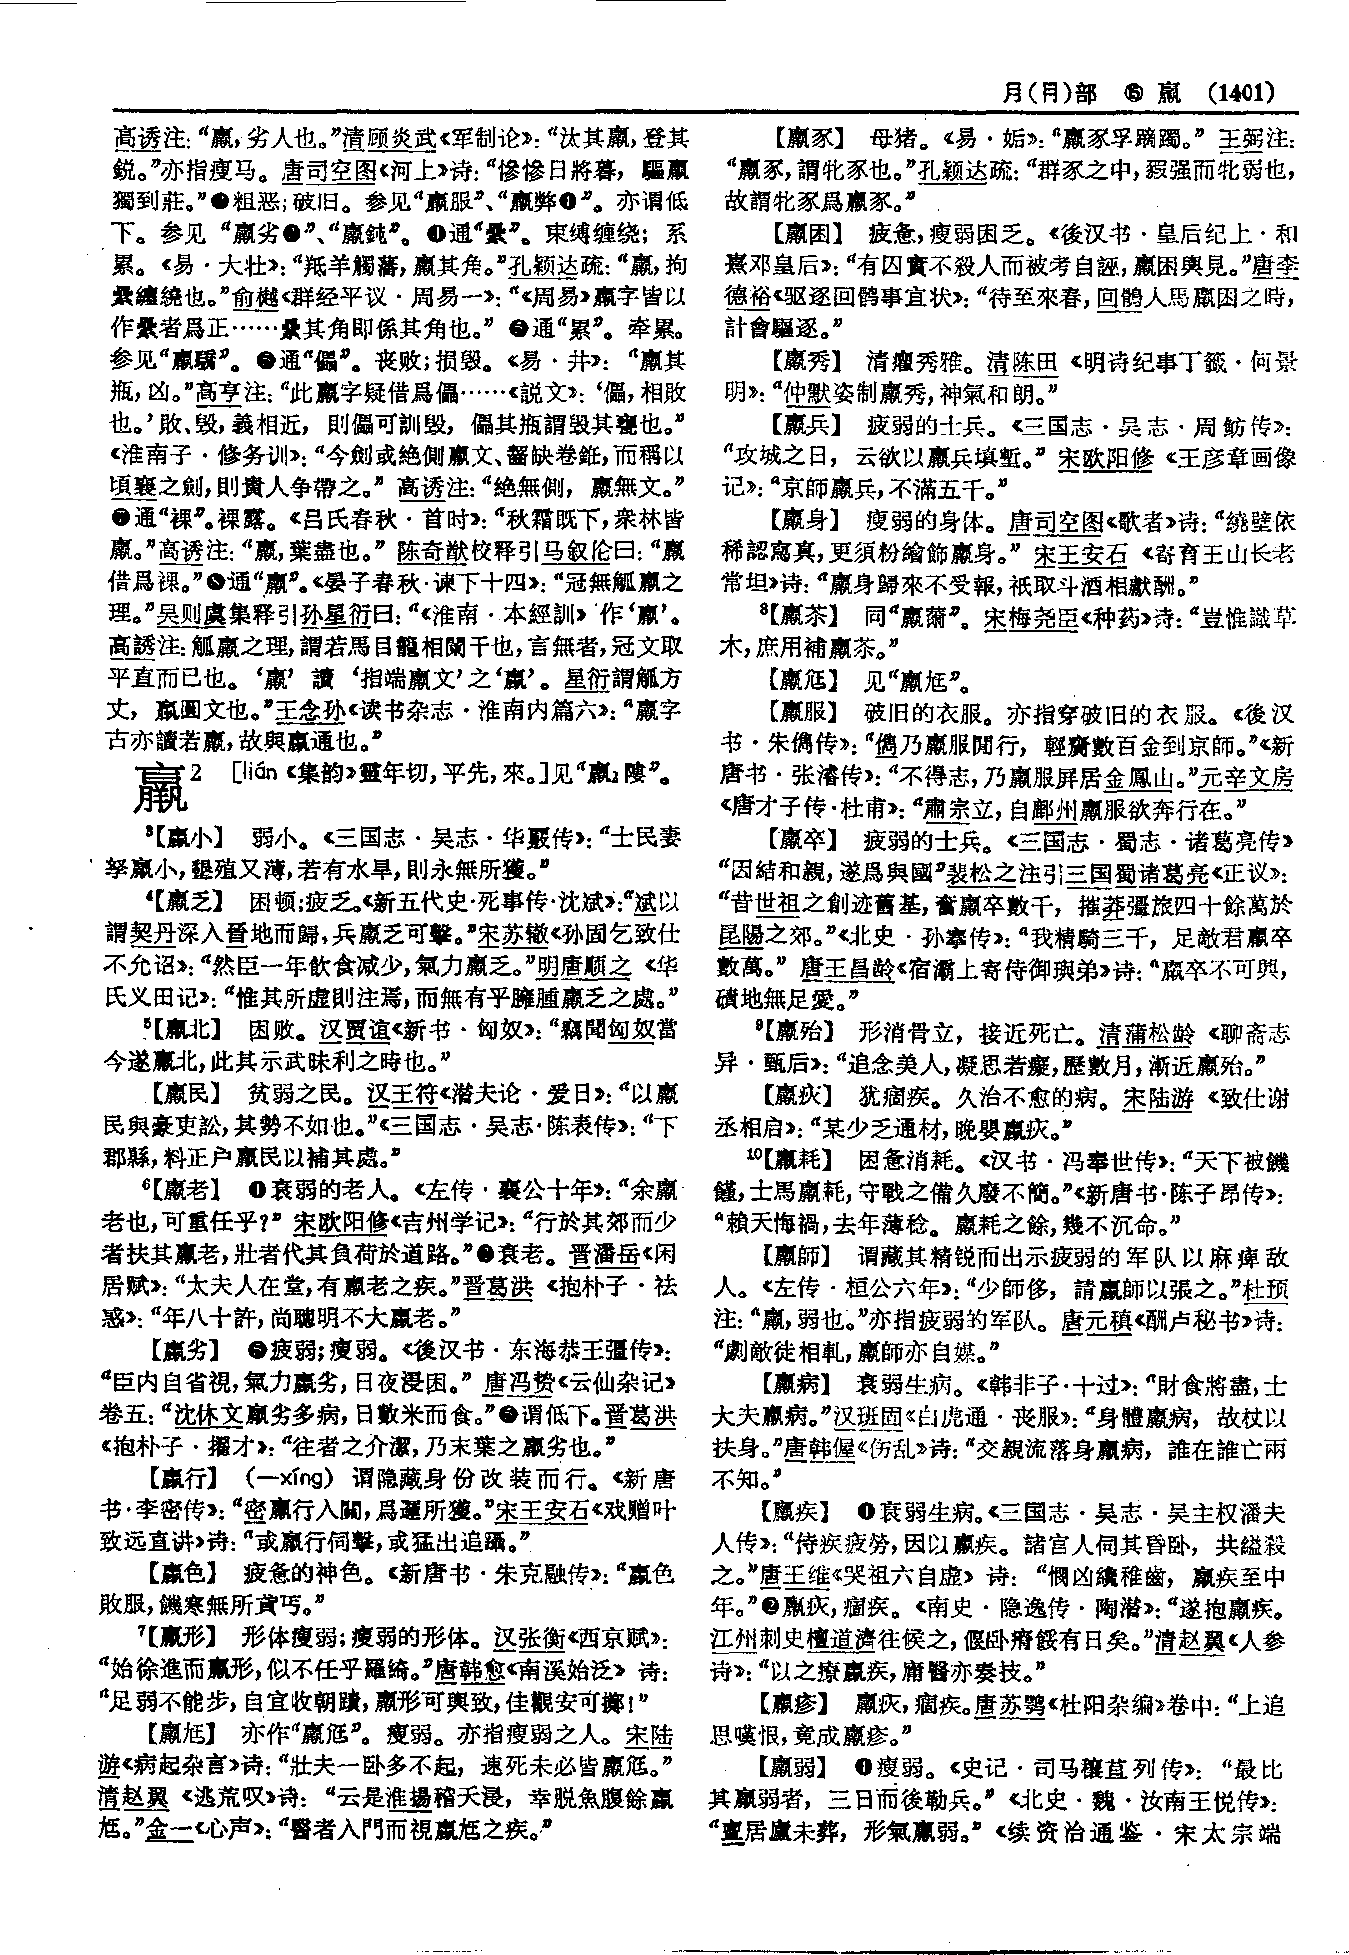 月(⺝)部 ⑮ 羸 (1401)
高诱注：“羸，劣人也。”清顾炎武《军制论》：“汰其羸，登其
鋭。”亦指瘦马。唐司空图《河上》诗：“慘慘日將暮，驅羸
獨到莊。”❷粗恶；破旧。参见“羸服”、“羸弊❶”。亦谓低
下。参见“羸劣❷”、“羸鈍”。❹通“纍”。束缚缠绕；系
累。《易·大壮》：“羝羊觸藩，羸其角。”孔颖达疏：“羸，拘
纍纏繞也。”俞樾《群经平议·周易一》：“《周易》羸字皆以
作纍者爲正……纍其角即係其角也。”❺通“累”。牵累。
参见“羸驕”。❻通“儡”。丧败；损毁。《易·井》：“羸其
瓶，凶。”高亨注：“此羸字疑借爲儡……《説文》：‘儡，相敗
也。’敗、毁，義相近，則儡可訓毁，儡其瓶謂毁其甕也。”
《淮南子·修务训》：“今劍或絶側羸文、齧缺卷銋，而稱以
頃襄之劍，則貴人争帶之。”高诱注：“絶無側，羸無文。”
❼通“裸”。裸露。《吕氏春秋·首时》：“秋霜既下，衆林皆
羸。”高诱注：“羸，葉盡也。”陈奇猷校释引马叙伦曰：“羸
借爲裸。”❽通“蠃”。《晏子春秋·谏下十四》：“冠無觚羸之
理。”吴则虞集释引孙星衍曰：“《淮南·本經訓》作‘蠃’。
高誘注：觚蠃之理，謂若馬目籠相闌干也，言無者，冠文取
平直而已也。‘蠃’讀‘指端蠃文’之‘蠃’。星衍謂觚方
文，羸圜文也。”王念孙《读书杂志·淮南内篇六》：“羸字
古亦讀若蠃，故與蠃通也。”
羸2 [lián《集韵》靈年切，平先，來。]见“羸₂𨻻”。
³【羸小】 弱小。《三国志·吴志·华覈传》：“士民妻
孥羸小，墾殖又薄，若有水旱，則永無所獲。”
⁴【羸乏】 困顿；疲乏。《新五代史·死事传·沈斌》：“斌以
謂契丹深入晋地而歸，兵羸乏可擊。”宋苏辙《孙固乞致仕
不允诏》：“然臣一年飲食减少，氣力羸乏。”明唐顺之《华
氏义田记》：“惟其所虚則注焉，而無有乎臃腫羸乏之處。”
⁵【羸北】 困败。汉贾谊《新书·匈奴》：“竊聞匈奴當
今遂羸北，此其示武昧利之時也。”
【羸民】 贫弱之民。汉王符《潜夫论·爱日》：“以羸
民與豪吏訟，其勢不如也。”《三国志·吴志·陈表传》：“下
郡縣，料正户羸民以補其處。”
⁶【羸老】 ❶衰弱的老人。《左传·襄公十年》：“余羸
老也，可重任乎？”宋欧阳修《吉州学记》：“行於其郊而少
者扶其羸老，壯者代其負荷於道路。”❷衰老。晋潘岳《闲
居赋》：“太夫人在堂，有羸老之疾。”晋葛洪《抱朴子·祛
惑》：“年八十許，尚聰明不大羸老。”
【羸劣】 ❶疲弱；瘦弱。《後汉书·东海恭王彊传》：
“臣内自省視，氣力羸劣，日夜浸困。”唐冯贽《云仙杂记》
卷五：“沈休文羸劣多病，日數米而食。”❷谓低下。晋葛洪
《抱朴子·擢才》：“往者之介潔，乃末葉之羸劣也。”
【羸行】 （－xíng） 谓隐藏身份改装而行。《新唐
书·李密传》：“密羸行入關，爲邏所獲。”宋王安石《戏赠叶
致远直讲》诗：“或羸行伺擊，或猛出追躡。”
【羸色】 疲惫的神色。《新唐书·朱克融传》：“羸色
敗服，饑寒無所貣丐。”
⁷【羸形】 形体瘦弱；瘦弱的形体。汉张衡《西京赋》：
“始徐進而羸形，似不任乎羅綺。”唐韩愈《南溪始泛》诗：
“足弱不能步，自宜收朝蹟，羸形可輿致，佳觀安可擲！”
【羸尪】 亦作“羸尫”。瘦弱。亦指瘦弱之人。宋陆
游《病起杂言》诗：“壯夫一卧多不起，速死未必皆羸尫。”
清赵翼《逃荒叹》诗：“云是淮揚稽天浸，幸脱魚腹餘羸
尪。”金一《心声》：“醫者入門而視羸尪之疾。”
【羸豕】 母猪。《易·姤》：“羸豕孚蹢躅。”王弼注：
“羸豕，謂牝豕也。”孔颖达疏：“群豕之中，豭强而牝弱也，
故謂牝豕爲羸豕。”
【羸困】 疲惫，瘦弱困乏。《後汉书·皇后纪上·和
熹邓皇后》：“有囚實不殺人而被考自誣，羸困輿見。”唐李
德裕《驱逐回鹘事宜状》：“待至來春，回鶻人馬羸困之時，
計會驅逐。”
【羸秀】 清癯秀雅。清陈田《明诗纪事丁籤·何景
明》：“仲默姿制羸秀，神氣和朗。”
【羸兵】 疲弱的士兵。《三国志·吴志·周鲂传》：
“攻城之日，云欲以羸兵填塹。”宋欧阳修《王彦章画像
记》：“京師羸兵，不滿五千。”
【羸身】 瘦弱的身体。唐司空图《歌者》诗：“繞壁依
稀認寫真，更須粉繪飾羸身。”宋王安石《寄育王山长老
常坦》诗：“羸身歸來不受報，祇取斗酒相獻酬。”
⁸【羸苶】 同“羸薾”。宋梅尧臣《种药》诗：“豈惟識草
木，庶用補羸苶。”
【羸尫】 见“羸尪”。
【羸服】 破旧的衣服。亦指穿破旧的衣服。《後汉
书·朱儁传》：“儁乃羸服間行，輕齎數百金到京師。”《新
唐书·张濬传》：“不得志，乃羸服屏居金鳳山。”元辛文房
《唐才子传·杜甫》：“肅宗立，自鄜州羸服欲奔行在。”
【羸卒】 疲弱的士兵。《三国志·蜀志·诸葛亮传》
“因結和親，遂爲與國”裴松之注引三国蜀诸葛亮《正议》：
“昔世祖之創迹舊基，奮羸卒數千，摧莽彊旅四十餘萬於
昆陽之郊。”《北史·孙搴传》：“我精騎三千，足敵君羸卒
數萬。”唐王昌龄《宿灞上寄侍御玙弟》诗：“羸卒不可興，
磧地無足愛。”
⁹【羸殆】 形消骨立，接近死亡。清蒲松龄《聊斋志
异·甄后》：“追念美人，凝思若癡，歷數月，漸近羸殆。”
【羸疢】 犹痼疾。久治不愈的病。宋陆游《致仕谢
丞相启》：“某少乏通材，晚嬰羸疢。”
¹⁰【羸耗】 困惫消耗。《汉书·冯奉世传》：“天下被饑
饉，士馬羸耗，守戰之備久廢不簡。”《新唐书·陈子昂传》：
“賴天悔禍，去年薄稔。羸耗之餘，幾不沉命。”
【羸師】 谓藏其精锐而出示疲弱的军队以麻痹敌
人。《左传·桓公六年》：“少師侈，請羸師以張之。”杜预
注：“羸，弱也。”亦指疲弱的军队。唐元稹《酬卢秘书》诗：
“劇敵徒相軋，羸師亦自媒。”
【羸病】 衰弱生病。《韩非子·十过》：“財食將盡，士
大夫羸病。”汉班固《白虎通·丧服》：“身體羸病，故杖以
扶身。”唐韩偓《伤乱》诗：“交親流落身羸病，誰在誰亡兩
不知。”
【羸疾】 ❶衰弱生病。《三国志·吴志·吴主权潘夫
人传》：“侍疾疲勞，因以羸疾。諸宫人伺其昏卧，共縊殺
之。”唐王维《哭祖六自虚》诗：“憫凶纔稚齒，羸疾至中
年。”❷羸疢，痼疾。《南史·隐逸传·陶潜》：“遂抱羸疾。
江州刺史檀道濟往候之，偃卧瘠餒有日矣。”清赵翼《人参
诗》：“以之療羸疾，庸醫亦奏技。”
【羸疹】 羸疢，痼疾。唐苏鹗《杜阳杂编》卷中：“上追
思嘆恨，竟成羸疹。”
【羸弱】 ❶瘦弱。《史记·司马穰苴列传》：“最比
其羸弱者，三日而後勒兵。”《北史·魏·汝南王悦传》：
“亶居廬未葬，形氣羸弱。”《续资治通鉴·宋太宗端